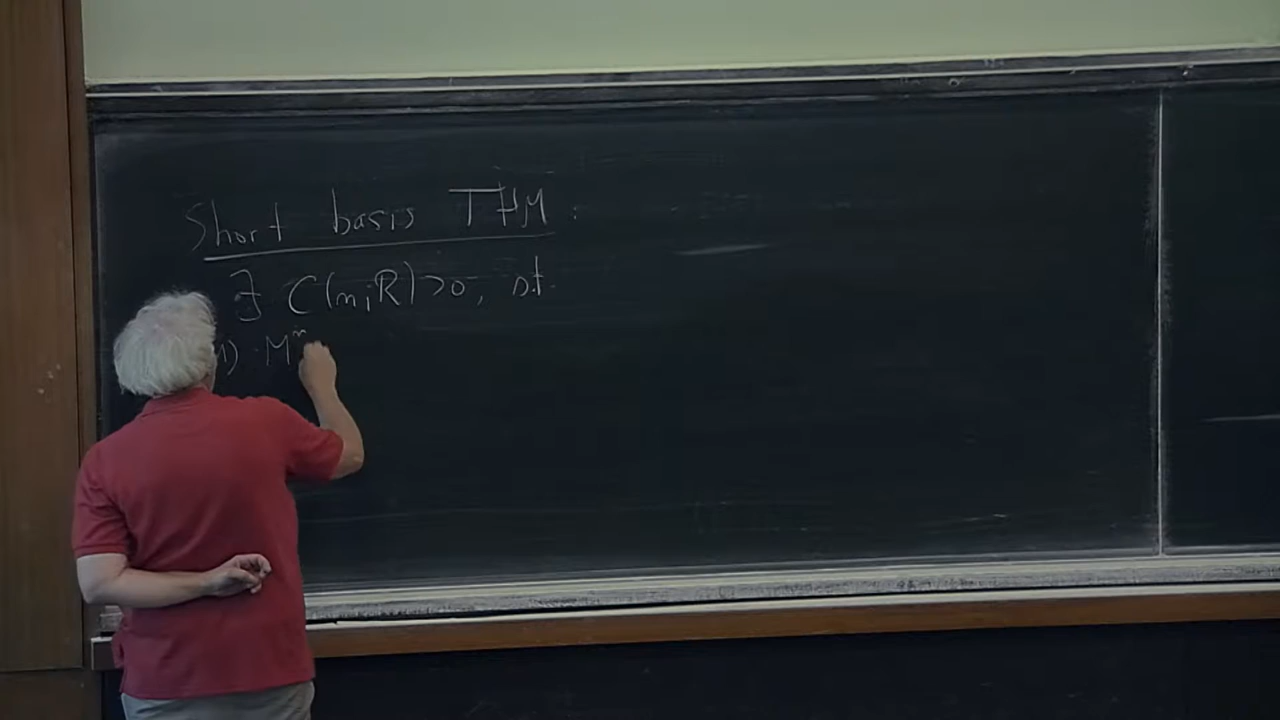 Short basis THM:
∃ C(n,R)>0, s.t.
1) M^n